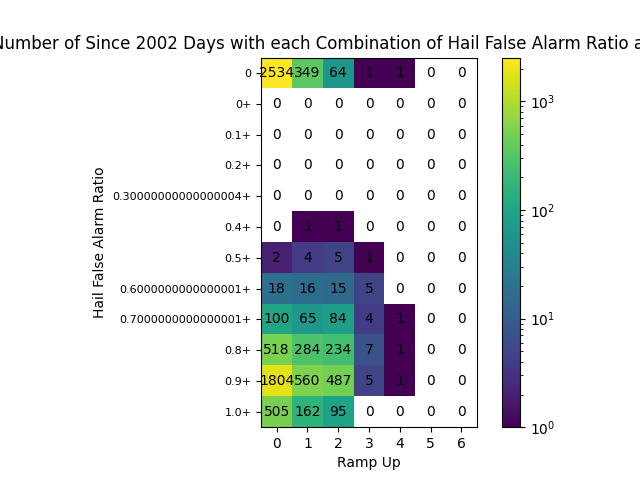 Number of Since 2002 Days with each Combination of Hail False Alarm Ratio a
0 2534 349 64 1 1 0 0
0+ 0 0 0 0 0 0 0
0.1+ 0 0 0 0 0 0 0
0.2+ 0 0 0 0 0 0 0
0.30000000000000004+ 0 0 0 0 0 0 0
0.4+ 0 1 1 0 0 0 0
0.5+ 2 4 5 1 0 0 0
0.6000000000000001+ 18 16 15 5 0 0 0
0.7000000000000001+ 100 65 84 4 1 0 0
0.8+ 518 284 234 7 1 0 0
0.9+ 1804 560 487 5 1 0 0
1.0+ 505 162 95 0 0 0 0
0 1 2 3 4 5 6
Ramp Up
Hail False Alarm Ratio
10³
10²
10¹
10⁰